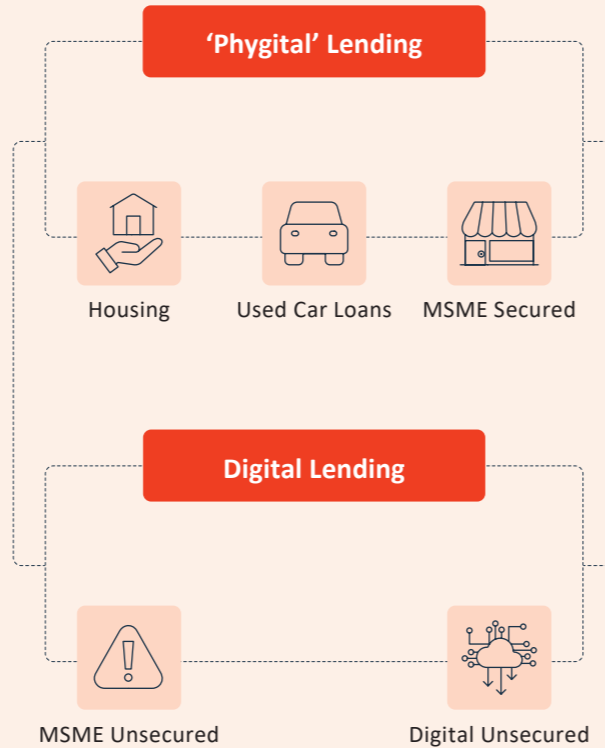 ‘Phygital’ Lending
Housing
Used Car Loans
MSME Secured
Digital Lending
MSME Unsecured
Digital Unsecured